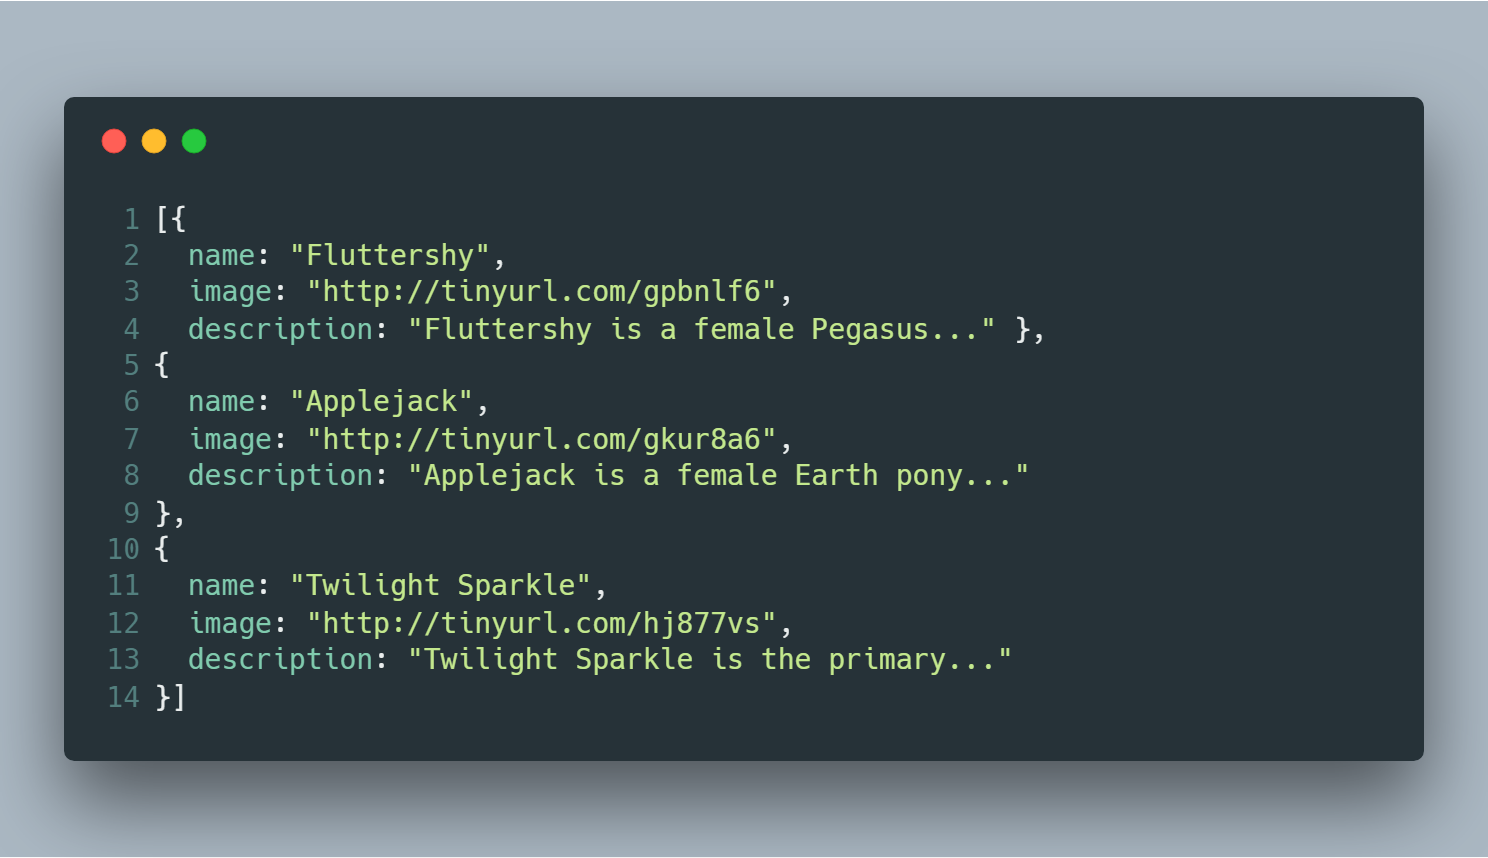 1 [{
2   name: "Fluttershy",
3   image: "http://tinyurl.com/gpbnlf6",
4   description: "Fluttershy is a female Pegasus..." },
5 {
6   name: "Applejack",
7   image: "http://tinyurl.com/gkur8a6",
8   description: "Applejack is a female Earth pony..."
9 },
10 {
11   name: "Twilight Sparkle",
12   image: "http://tinyurl.com/hj877vs",
13   description: "Twilight Sparkle is the primary..."
14 }]